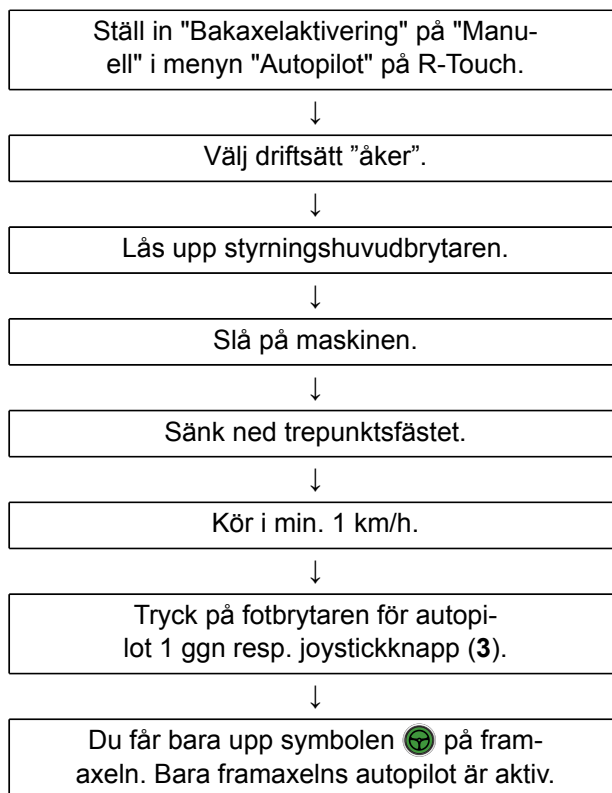 Ställ in "Bakaxelaktivering" på "Manu-
ell" i menyn "Autopilot" på R-Touch.
↓
Välj driftsätt ”åker”.
↓
Lås upp styrningshuvudbrytaren.
↓
Slå på maskinen.
↓
Sänk ned trepunktsfästet.
↓
Kör i min. 1 km/h.
↓
Tryck på fotbrytaren för autopi-
lot 1 ggn resp. joystickknapp (3).
↓
Du får bara upp symbolen på fram-
axeln. Bara framaxelns autopilot är aktiv.